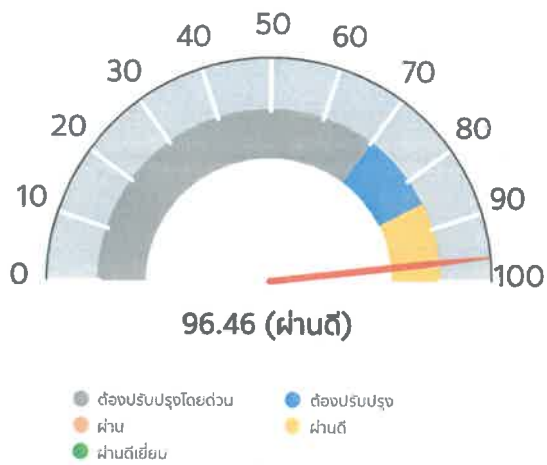 50
40 60
30 70
20 80
10 90
0 100
96.46 (ผ่านดี)
ต้องปรับปรุงโดยด่วน ต้องปรับปรุง
ผ่าน ผ่านดี
ผ่านดีเยี่ยม